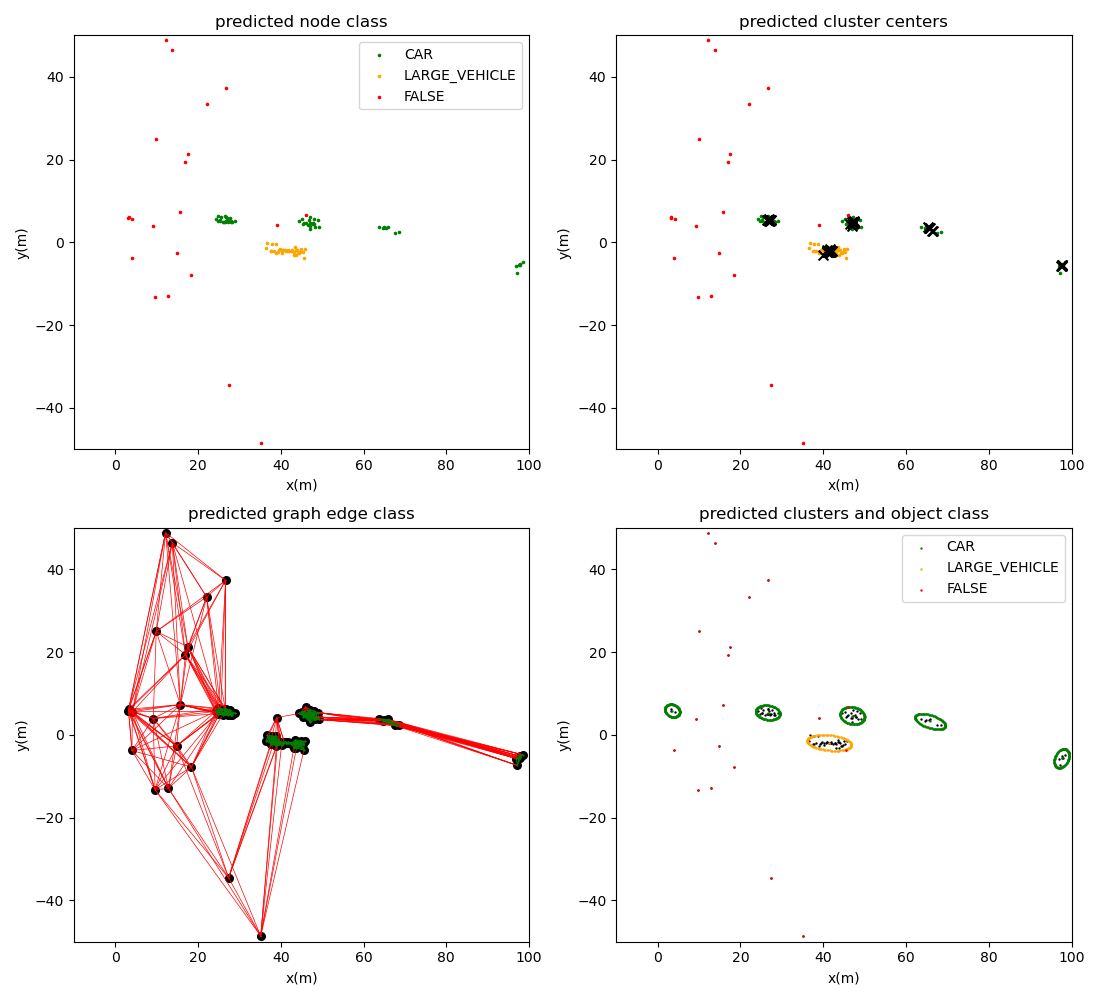 predicted node class
CAR
LARGE_VEHICLE
FALSE
40
20
0
−20
−40
y(m)
0
20
40
60
80
100
x(m)
predicted cluster centers
40
20
0
−20
−40
y(m)
0
20
40
60
80
100
x(m)
predicted graph edge class
40
20
0
−20
−40
y(m)
0
20
40
60
80
100
x(m)
predicted clusters and object class
CAR
LARGE_VEHICLE
FALSE
40
20
0
−20
−40
y(m)
0
20
40
60
80
100
x(m)